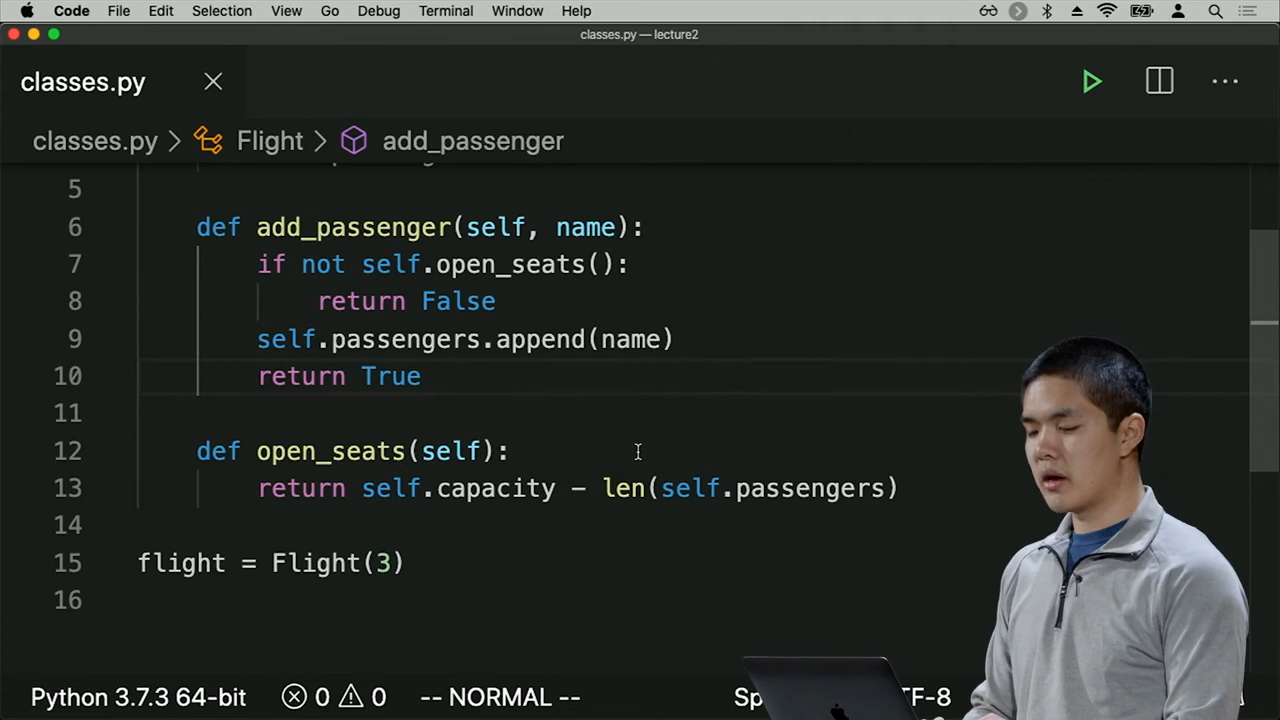 Code File Edit Selection View Go Debug Terminal Window Help
classes.py — lecture2
classes.py
classes.py > Flight > add_passenger
5
6 def add_passenger(self, name):
7 if not self.open_seats():
8 return False
9 self.passengers.append(name)
10 return True
11
12 def open_seats(self):
13 return self.capacity - len(self.passengers)
14
15 flight = Flight(3)
16
Python 3.7.3 64-bit 0 0 -- NORMAL --